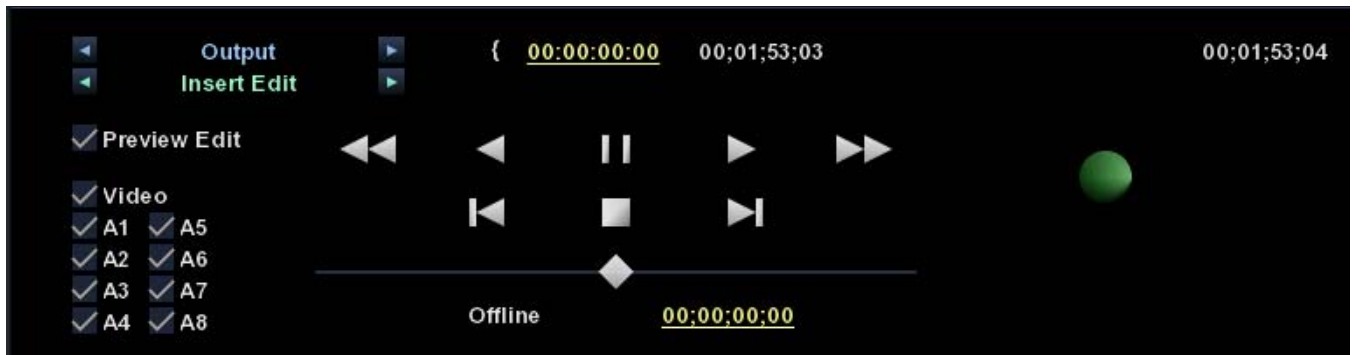 Output { 00:00:00:00 00;01;53;03 00;01;53;04
Insert Edit
Preview Edit
Video
A1 A5
A2 A6
A3 A7
A4 A8
Offline 00;00;00;00